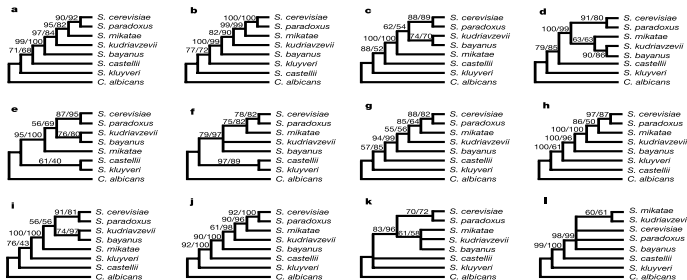 a
90/92
95/82
97/84
99/100
71/68
S. cerevisiae
S. paradoxus
S. mikatae
S. kudriavzevii
S. bayanus
S. castellii
S. kluyveri
C. albicans
b
100/100
99/99
82/90
100/99
77/72
S. cerevisiae
S. paradoxus
S. mikatae
S. kudriavzevii
S. bayanus
S. castellii
S. kluyveri
C. albicans
c
88/89
62/54
74/70
100/100
88/52
S. cerevisiae
S. paradoxus
S. kudriavzevii
S. bayanus
S. mikatae
S. castellii
S. kluyveri
C. albicans
d
91/80
100/99
63/63
79/85
90/86
S. cerevisiae
S. paradoxus
S. mikatae
S. kudriavzevii
S. bayanus
S. castellii
S. kluyveri
C. albicans
e
87/95
56/69
76/80
95/100
61/40
S. cerevisiae
S. paradoxus
S. kudriavzevii
S. bayanus
S. mikatae
S. castellii
S. kluyveri
C. albicans
f
78/82
75/82
79/97
97/89
S. cerevisiae
S. paradoxus
S. mikatae
S. kudriavzevii
S. bayanus
S. castellii
S. kluyveri
C. albicans
g
88/82
85/64
55/56
94/99
57/85
S. cerevisiae
S. paradoxus
S. mikatae
S. kudriavzevii
S. bayanus
S. castellii
S. kluyveri
C. albicans
h
97/87
86/50
100/100
100/96
100/61
S. cerevisiae
S. paradoxus
S. mikatae
S. kudriavzevii
S. bayanus
S. kluyveri
S. castellii
C. albicans
i
91/81
56/56
74/97
100/100
76/43
S. cerevisiae
S. paradoxus
S. kudriavzevii
S. bayanus
S. mikatae
S. kluyveri
S. castellii
C. albicans
j
92/100
90/96
61/98
90/100
92/100
S. cerevisiae
S. paradoxus
S. mikatae
S. kudriavzevii
S. bayanus
S. castellii
S. kluyveri
C. albicans
k
70/72
83/96
61/58
S. cerevisiae
S. paradoxus
S. mikatae
S. kudriavzevii
S. bayanus
S. castellii
S. kluyveri
C. albicans
l
60/61
98/99
99/100
S. mikatae
S. kudriavzevii
S. cerevisiae
S. paradoxus
S. bayanus
S. castellii
S. kluyveri
C. albicans